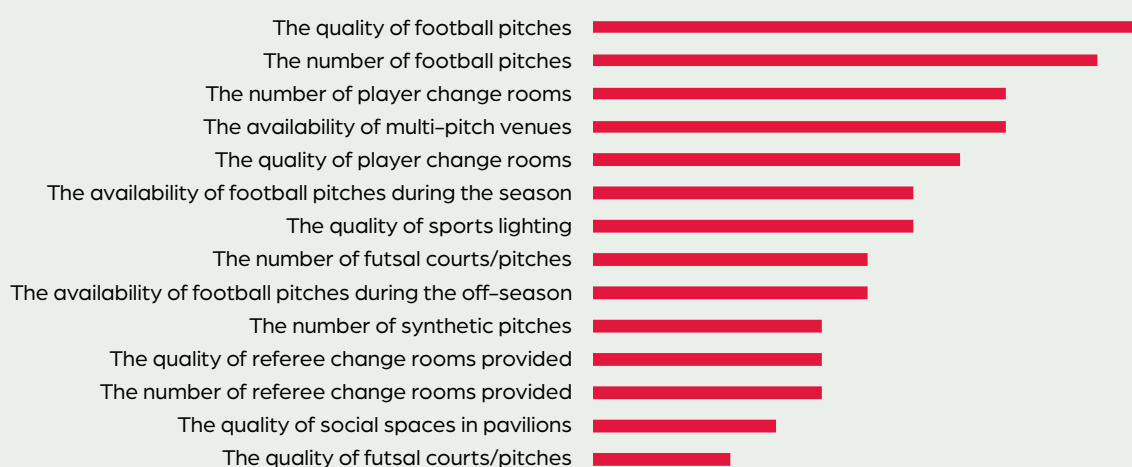 The quality of football pitches
The number of football pitches
The number of player change rooms
The availability of multi-pitch venues
The quality of player change rooms
The availability of football pitches during the season
The quality of sports lighting
The number of futsal courts/pitches
The availability of football pitches during the off-season
The number of synthetic pitches
The quality of referee change rooms provided
The number of referee change rooms provided
The quality of social spaces in pavilions
The quality of futsal courts/pitches